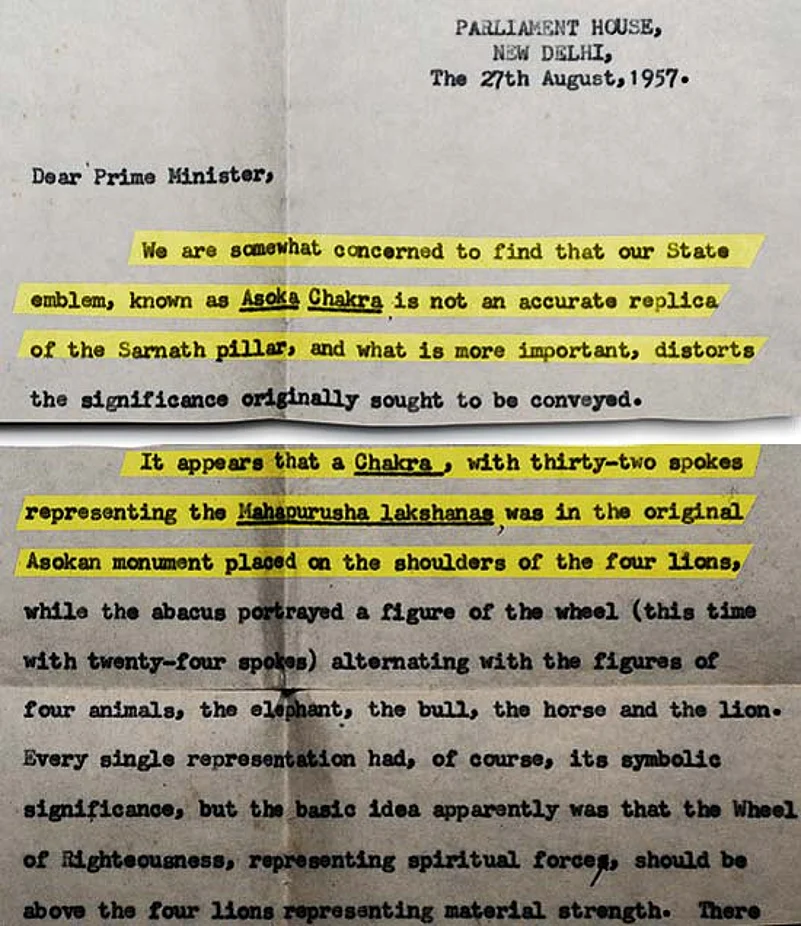 PARLIAMENT HOUSE,
NEW DELHI,
The 27th August, 1957.
Dear Prime Minister,
We are somewhat concerned to find that our State
emblem, known as Asoka Chakra, is not an accurate replica
of the Sarnath pillar, and what is more important, distorts
the significance originally sought to be conveyed.
It appears that a Chakra, with thirty-two spokes
representing the Mahapurusha lakshanas, was in the original
Asokan monument placed on the shoulders of the four lions,
while the abacus portrayed a figure of the wheel (this time
with twenty-four spokes) alternating with the figures of
four animals, the elephant, the bull, the horse and the lion.
Every single representation had, of course, its symbolic
significance, but the basic idea apparently was that the Wheel
of Righteousness, representing spiritual forces, should be
above the four lions representing material strength. There